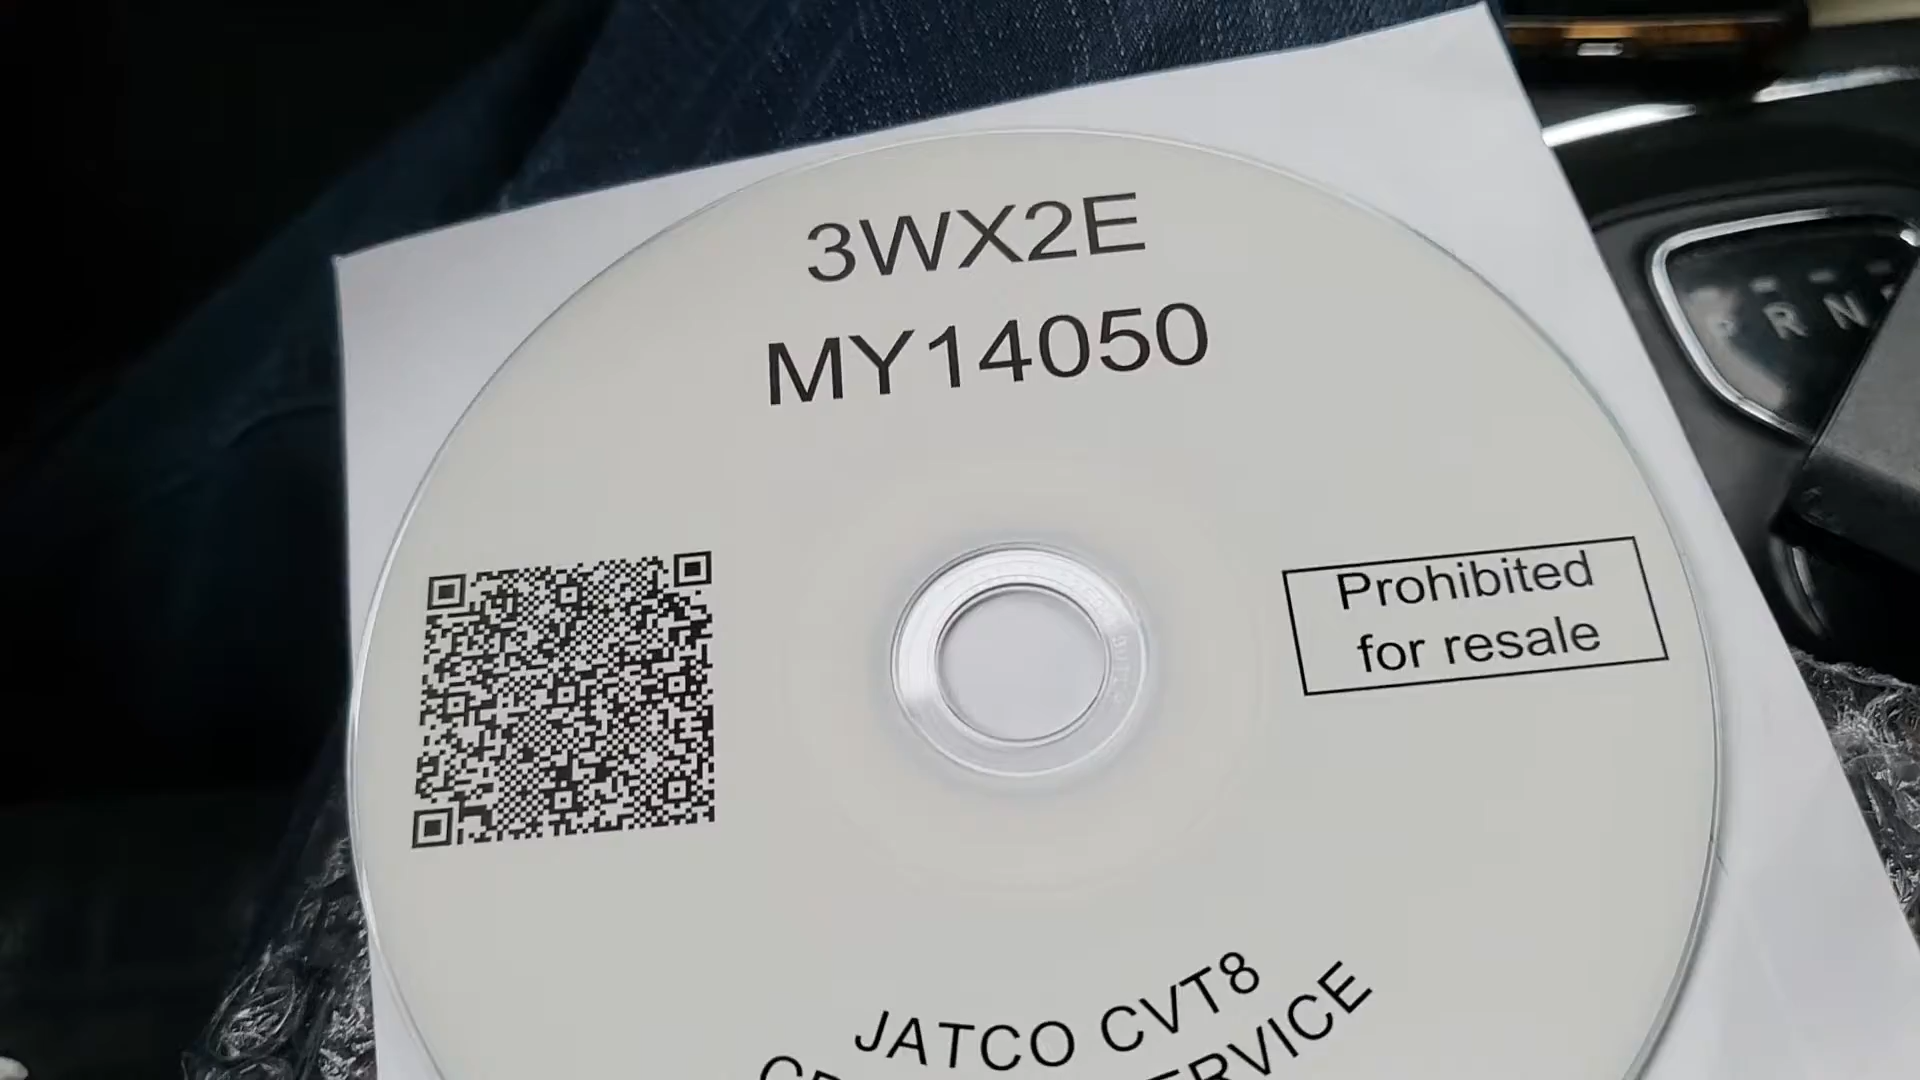 3WX2E
MY14050
Prohibited
for resale
JATCO CVT8
R N